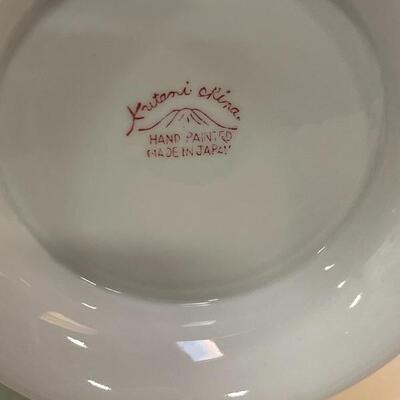 Kutani China.
HAND PAINTED
MADE IN JAPAN